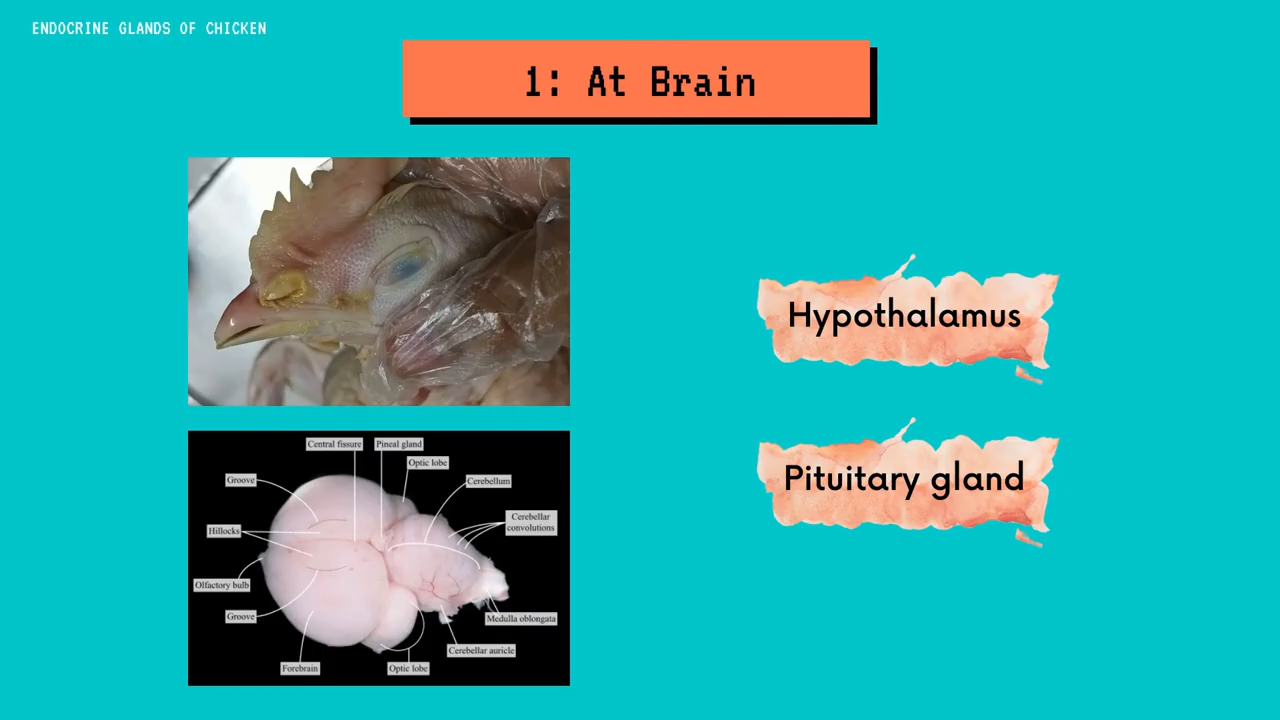 ENDOCRINE GLANDS OF CHICKEN
1: At Brain
Central fissure
Pineal gland
Optic lobe
Groove
Cerebellum
Hillocks
Cerebellar
convolutions
Olfactory bulb
Groove
Medulla oblongata
Cerebellar auricle
Forebrain
Optic lobe
Hypothalamus
Pituitary gland